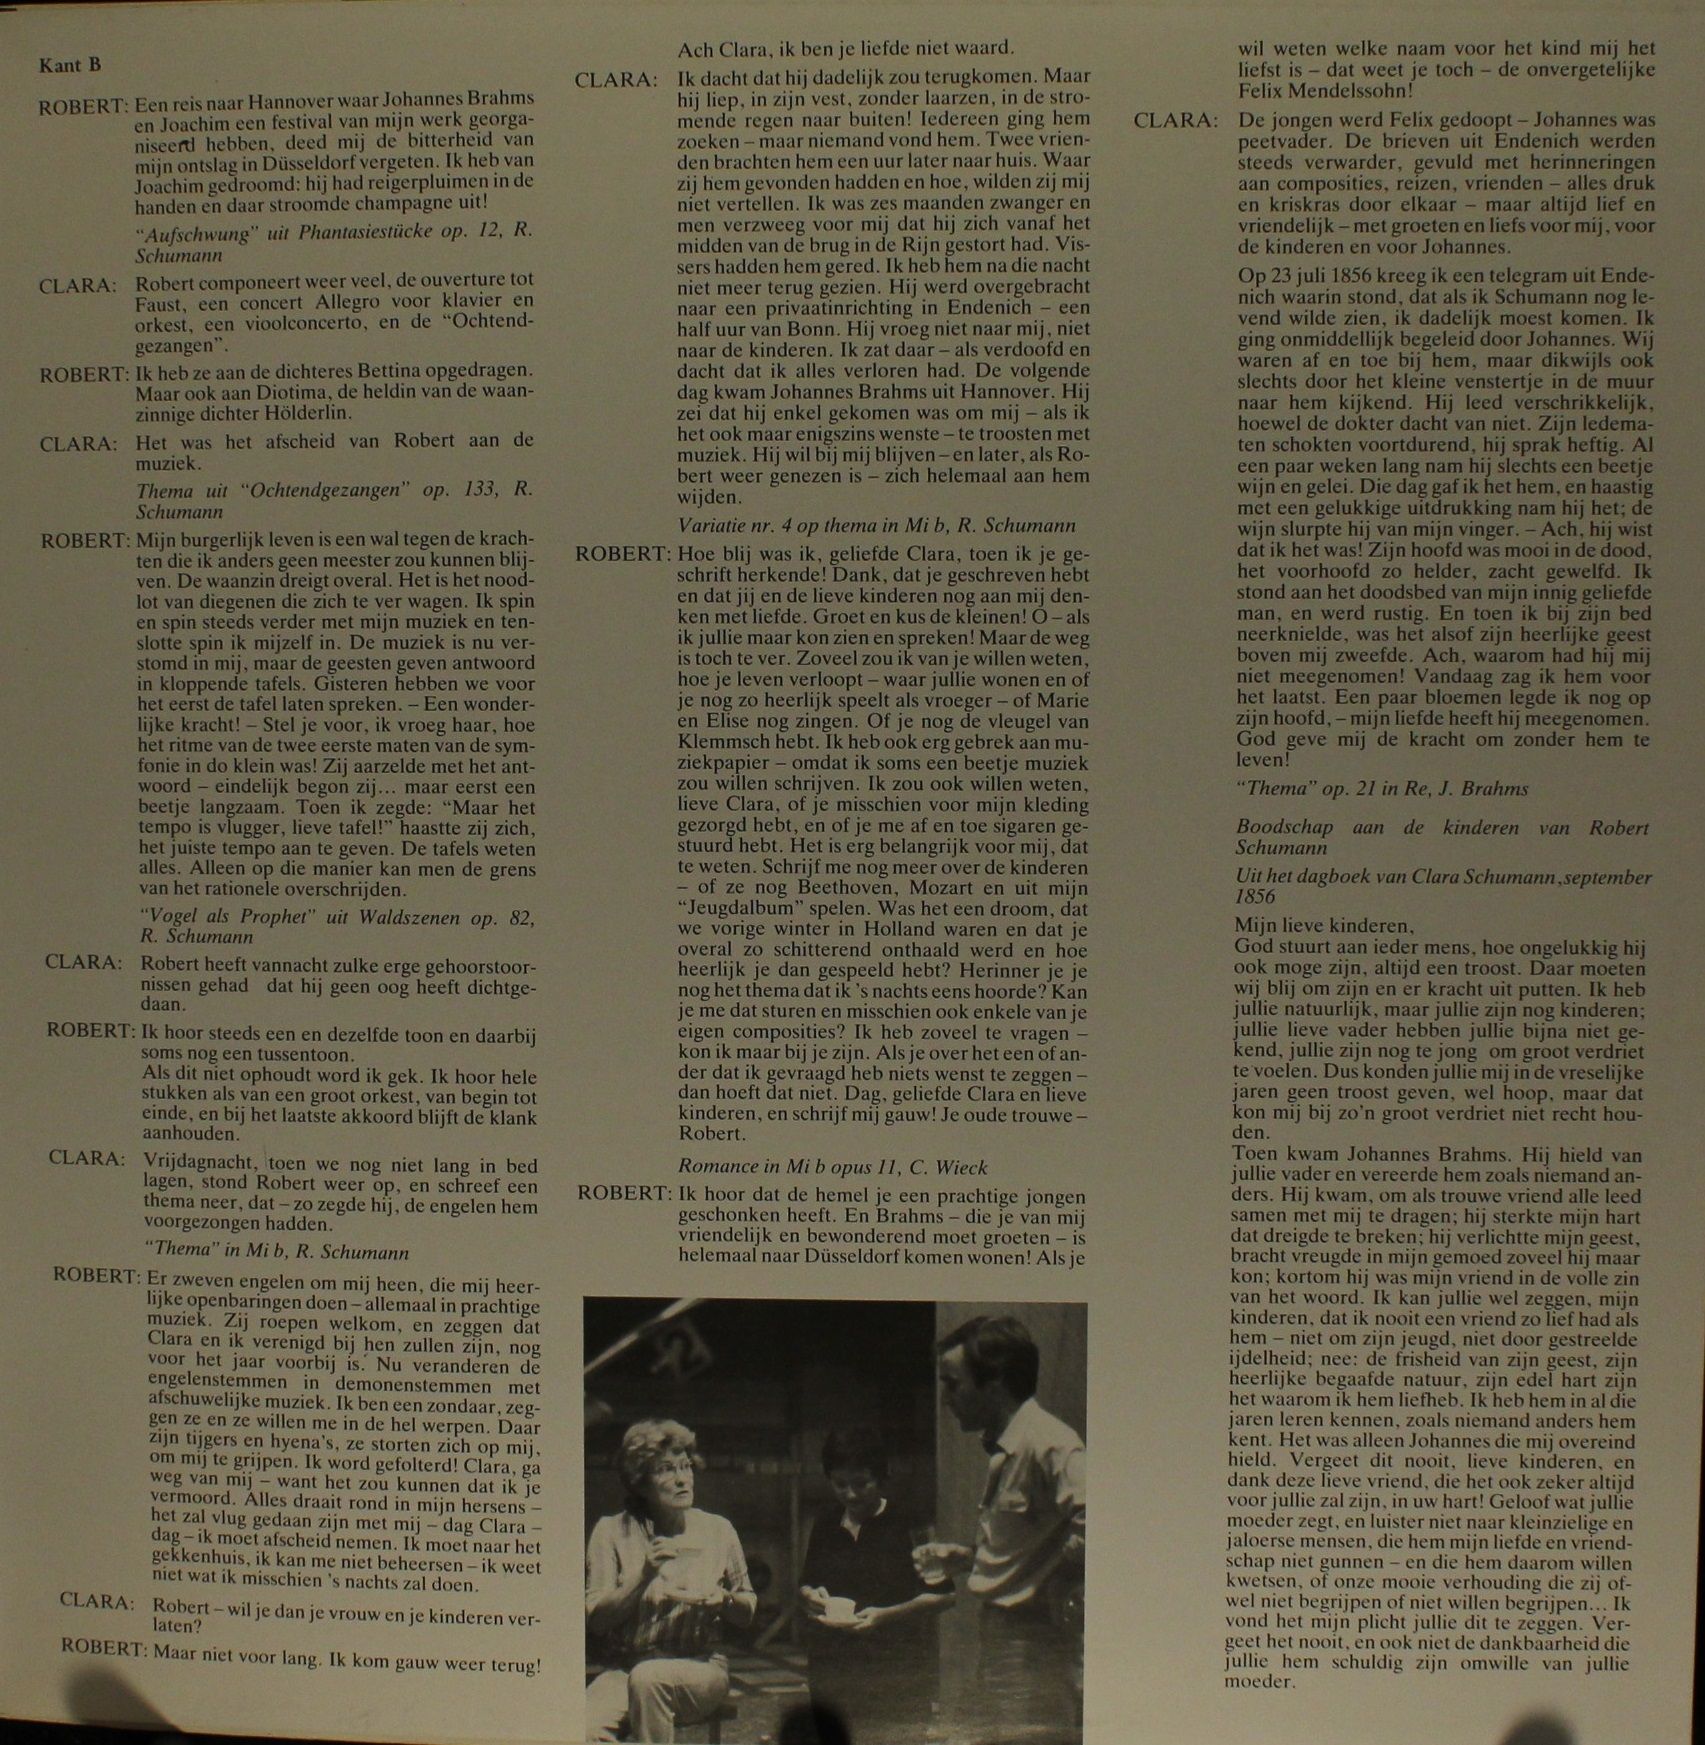 Kant B
ROBERT: Een reis naar Hannover waar Johannes Brahms
en Joachim een festival van mijn werk georga-
niseerd hebben, deed mij de bitterheid van
mijn ontslag in Düsseldorf vergeten. Ik heb van
Joachim gedroomd: hij had reigerpluimen in de
handen en daar stroomde champagne uit!
“Aufschwung” uit Phantasiestücke op. 12, R.
Schumann
CLARA: Robert componeert weer veel, de ouverture tot
Faust, een concert Allegro voor klavier en
orkest, een vioolconcerto, en de “Ochtend-
gezangen”.
ROBERT: Ik heb ze aan de dichteres Bettina opgedragen.
Maar ook aan Diotima, de heldin van de waan-
zinnige dichter Hölderlin.
CLARA: Het was het afscheid van Robert aan de
muziek.
Thema uit “Ochtendgezangen” op. 133, R.
Schumann
ROBERT: Mijn burgerlijk leven is een wal tegen de krach-
ten die ik anders geen meester zou kunnen blij-
ven. De waanzin dreigt overal. Het is het nood-
lot van diegenen die zich te ver wagen. Ik spin
en spin steeds verder met mijn muziek en ten-
slotte spin ik mijzelf in. De muziek is nu ver-
stomd in mij, maar de geesten geven antwoord
in kloppende tafels. Gisteren hebben we voor
het eerst de tafel laten spreken. – Een wonder-
lijke kracht! – Stel je voor, ik vroeg haar, hoe
het ritme van de twee eerste maten van de sym-
fonie in do klein was! Zij aarzelde met het ant-
woord – eindelijk begon zij... maar eerst een
beetje langzaam. Toen ik zegde: “Maar het
tempo is vlugger, lieve tafel!” haastte zij zich,
het juiste tempo aan te geven. De tafels weten
alles. Alleen op die manier kan men de grens
van het rationele overschrijden.
“Vogel als Prophet” uit Waldszenen op. 82,
R. Schumann
CLARA: Robert heeft vannacht zulke erge gehoorstoor-
nissen gehad dat hij geen oog heeft dichtge-
daan.
ROBERT: Ik hoor steeds een en dezelfde toon en daarbij
soms nog een tussentoon.
Als dit niet ophoudt word ik gek. Ik hoor hele
stukken als van een groot orkest, van begin tot
einde, en bij het laatste akkoord blijft de klank
aanhouden.
CLARA: Vrijdagnacht, toen we nog niet lang in bed
lagen, stond Robert weer op, en schreef een
thema neer, dat – zo zegde hij, de engelen hem
voorgezongen hadden.
“Thema” in Mi b, R. Schumann
ROBERT: Er zweven engelen om mij heen, die mij heer-
lijke openbaringen doen – allemaal in prachtige
muziek. Zij roepen welkom, en zeggen dat
Clara en ik verenigd bij hen zullen zijn, nog
voor het jaar voorbij is. Nu veranderen de
engelenstemmen in demonenstemmen met
afschuwelijke muziek. Ik ben een zondaar, zeg-
gen ze en ze willen me in de hel werpen. Daar
zijn tijgers en hyena's, ze storten zich op mij,
om mij te grijpen. Ik word gefolterd! Clara, ga
weg van mij – want het zou kunnen dat ik je
vermoord. Alles draait rond in mijn hersens –
het zal vlug gedaan zijn met mij – dag Clara –
dag – ik moet afscheid nemen. Ik moet naar het
gekkenhuis, ik kan me niet beheersen – ik weet
niet wat ik misschien 's nachts zal doen.
CLARA: Robert – wil je dan je vrouw en je kinderen ver-
laten?
ROBERT: Maar niet voor lang. Ik kom gauw weer terug!
Ach Clara, ik ben je liefde niet waard.
CLARA: Ik dacht dat hij dadelijk zou terugkomen. Maar
hij liep, in zijn vest, zonder laarzen, in de stro-
mende regen naar buiten! Iedereen ging hem
zoeken – maar niemand vond hem. Twee vrien-
den brachten hem een uur later naar huis. Waar
zij hem gevonden hadden en hoe, wilden zij mij
niet vertellen. Ik was zes maanden zwanger en
men verzweeg voor mij dat hij zich vanaf het
midden van de brug in de Rijn gestort had. Vis-
sers hadden hem gered. Ik heb hem na die nacht
niet meer terug gezien. Hij werd overgebracht
naar een privaatinrichting in Endenich – een
half uur van Bonn. Hij vroeg niet naar mij, niet
naar de kinderen. Ik zat daar – als verdoofd en
dacht dat ik alles verloren had. De volgende
dag kwam Johannes Brahms uit Hannover. Hij
zei dat hij enkel gekomen was om mij – als ik
het ook maar enigszins wenste – te troosten met
muziek. Hij wil bij mij blijven – en later, als Ro-
bert weer genezen is – zich helemaal aan hem
wijden.
Variatie nr. 4 op thema in Mi b, R. Schumann
ROBERT: Hoe blij was ik, geliefde Clara, toen ik je ge-
schrift herkende! Dank, dat je geschreven hebt
en dat jij en de lieve kinderen nog aan mij den-
ken met liefde. Groet en kus de kleinen! O – als
ik jullie maar kon zien en spreken! Maar de weg
is toch te ver. Zoveel zou ik van je willen weten,
hoe je leven verloopt – waar jullie wonen en of
je nog zo heerlijk speelt als vroeger – of Marie
en Elise nog zingen. Of je nog de vleugel van
Klemmsch hebt. Ik heb ook erg gebrek aan mu-
ziekpapier – omdat ik soms een beetje muziek
zou willen schrijven. Ik zou ook willen weten,
lieve Clara, of je misschien voor mijn kleding
gezorgd hebt, en of je me af en toe sigaren ge-
stuurd hebt. Het is erg belangrijk voor mij, dat
te weten. Schrijf me nog meer over de kinderen
– of ze nog Beethoven, Mozart en uit mijn
“Jeugdalbum” spelen. Was het een droom, dat
we vorige winter in Holland waren en dat je
overal zo schitterend onthaald werd en hoe
heerlijk je dan gespeeld hebt? Herinner je je
nog het thema dat ik 's nachts eens hoorde? Kan
je me dat sturen en misschien ook enkele van je
eigen composities? Ik heb zoveel te vragen –
kon ik maar bij je zijn. Als je over het een of an-
der dat ik gevraagd heb niets wenst te zeggen –
dan hoeft dat niet. Dag, geliefde Clara en lieve
kinderen, en schrijf mij gauw! Je oude trouwe –
Robert.
Romance in Mi b opus 11, C. Wieck
ROBERT: Ik hoor dat de hemel je een prachtige jongen
geschonken heeft. En Brahms – die je van mij
vriendelijk en bewonderend moet groeten – is
helemaal naar Düsseldorf komen wonen! Als je
wil weten welke naam voor het kind mij het
liefst is – dat weet je toch – de onvergetelijke
Felix Mendelssohn!
CLARA: De jongen werd Felix gedoopt – Johannes was
peetvader. De brieven uit Endenich werden
steeds verwarder, gevuld met herinneringen
aan composities, reizen, vrienden – alles druk
en kriskras door elkaar – maar altijd lief en
vriendelijk – met groeten en liefs voor mij, voor
de kinderen en voor Johannes.
Op 23 juli 1856 kreeg ik een telegram uit Ende-
nich waarin stond, dat als ik Schumann nog le-
vend wilde zien, ik dadelijk moest komen. Ik
ging onmiddellijk begeleid door Johannes. Wij
waren af en toe bij hem, maar dikwijls ook
slechts door het kleine venstertje in de muur
naar hem kijkend. Hij leed verschrikkelijk,
hoewel de dokter dacht van niet. Zijn ledema-
ten schokten voortdurend, hij sprak heftig. Al
een paar weken lang nam hij slechts een beetje
wijn en gelei. Die dag gaf ik het hem, en haastig
met een gelukkige uitdrukking nam hij het; de
wijn slurpte hij van mijn vinger. – Ach, hij wist
dat ik het was! Zijn hoofd was mooi in de dood,
het voorhoofd zo helder, zacht gewelfd. Ik
stond aan het doodsbed van mijn innig geliefde
man, en werd rustig. En toen ik bij zijn bed
neerknielde, was het alsof zijn heerlijke geest
boven mij zweefde. Ach, waarom had hij mij
niet meegenomen! Vandaag zag ik hem voor
het laatst. Een paar bloemen legde ik nog op
zijn hoofd, – mijn liefde heeft hij meegenomen.
God geve mij de kracht om zonder hem te
leven!
“Thema” op. 21 in Re, J. Brahms
Boodschap aan de kinderen van Robert
Schumann
Uit het dagboek van Clara Schumann, september
1856
Mijn lieve kinderen,
God stuurt aan ieder mens, hoe ongelukkig hij
ook moge zijn, altijd een troost. Daar moeten
wij blij om zijn en er kracht uit putten. Ik heb
jullie natuurlijk, maar jullie zijn nog kinderen;
jullie lieve vader hebben jullie bijna niet ge-
kend, jullie zijn nog te jong om groot verdriet
te voelen. Dus konden jullie mij in de vreselijke
jaren geen troost geven, wel hoop, maar dat
kon mij bij zo'n groot verdriet niet recht hou-
den.
Toen kwam Johannes Brahms. Hij hield van
jullie vader en vereerde hem zoals niemand an-
ders. Hij kwam, om als trouwe vriend alle leed
samen met mij te dragen; hij sterkte mijn hart
dat dreigde te breken; hij verlichtte mijn geest,
bracht vreugde in mijn gemoed zoveel hij maar
kon; kortom hij was mijn vriend in de volle zin
van het woord. Ik kan jullie wel zeggen, mijn
kinderen, dat ik nooit een vriend zo lief had als
hem – niet om zijn jeugd, niet door gestreelde
ijdelheid; nee: de frisheid van zijn geest, zijn
heerlijke begaafde natuur, zijn edel hart zijn
het waarom ik hem liefheb. Ik heb hem in al die
jaren leren kennen, zoals niemand anders hem
kent. Het was alleen Johannes die mij overeind
hield. Vergeet dit nooit, lieve kinderen, en
dank deze lieve vriend, die het ook zeker altijd
voor jullie zal zijn, in uw hart! Geloof wat jullie
moeder zegt, en luister niet naar kleinzielige en
jaloerse mensen, die hem mijn liefde en vriend-
schap niet gunnen – en die hem daarom willen
kwetsen, of onze mooie verhouding die zij of-
wel niet begrijpen of niet willen begrijpen... Ik
vond het mijn plicht jullie dit te zeggen. Ver-
geet het nooit, en ook niet de dankbaarheid die
jullie hem schuldig zijn omwille van jullie
moeder.